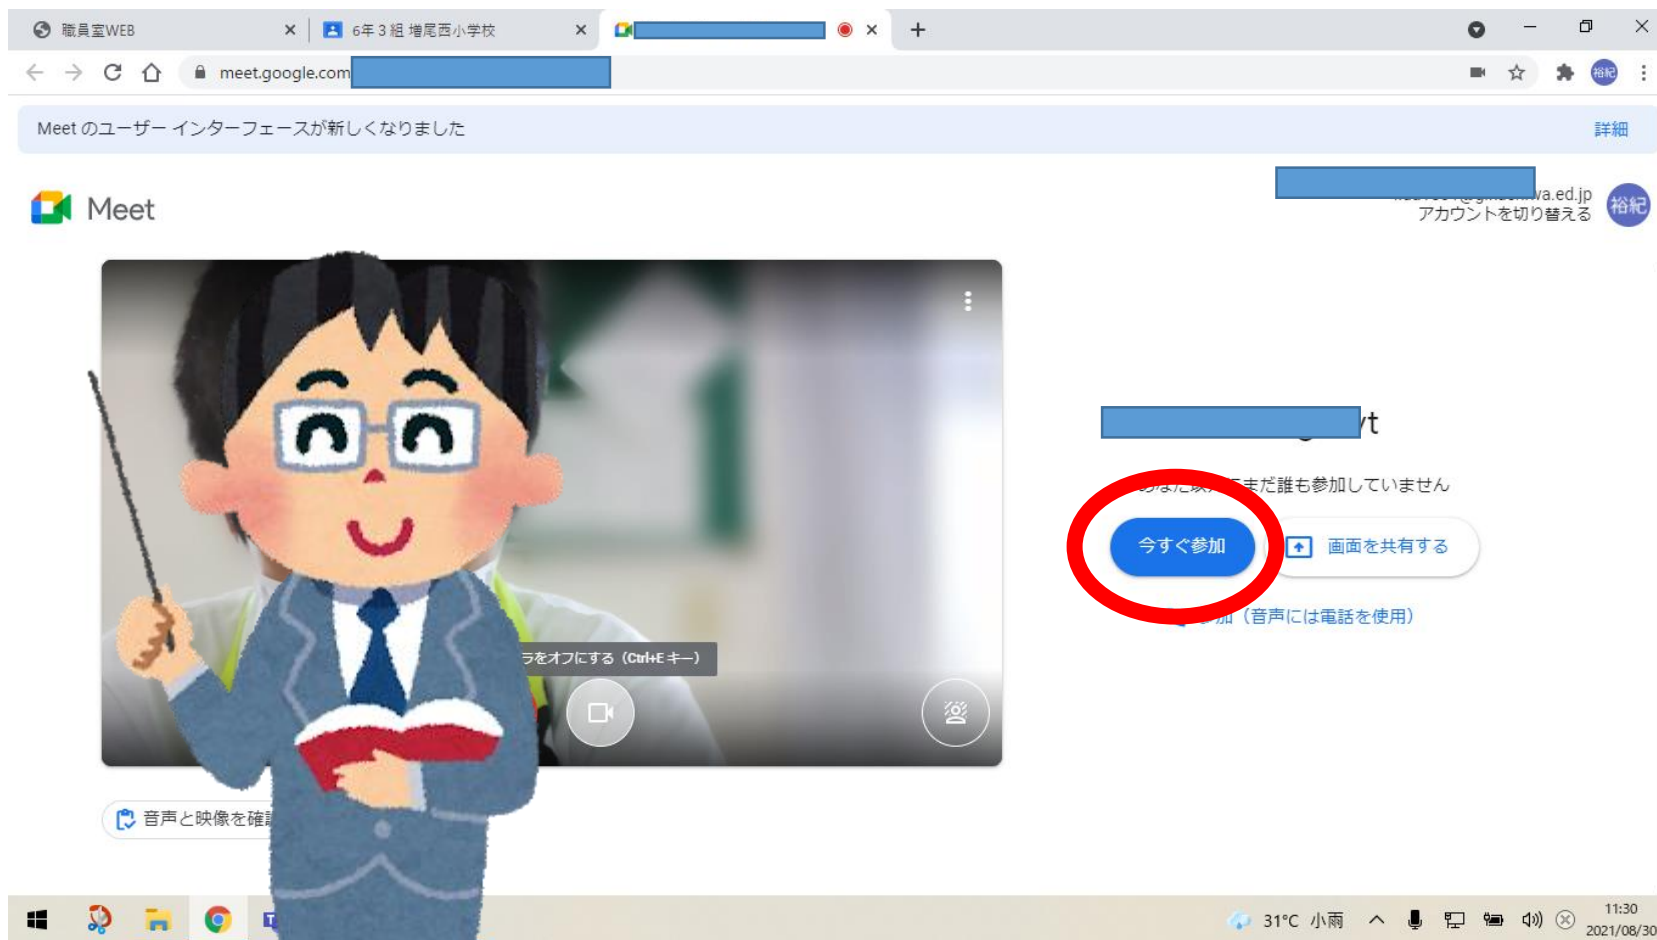 職員室WEB
6年3組 増尾西小学校
meet.google.com
Meet のユーザー インターフェースが新しくなりました
詳細
Meet
wa.ed.jp
アカウントを切り替える
裕紀
裕紀
まだ誰も参加していません
今すぐ参加
画面を共有する
参加（音声には電話を使用）
ラをオフにする（Ctrl+E キー）
音声と映像を確認
31°C 小雨
11:30
2021/08/30